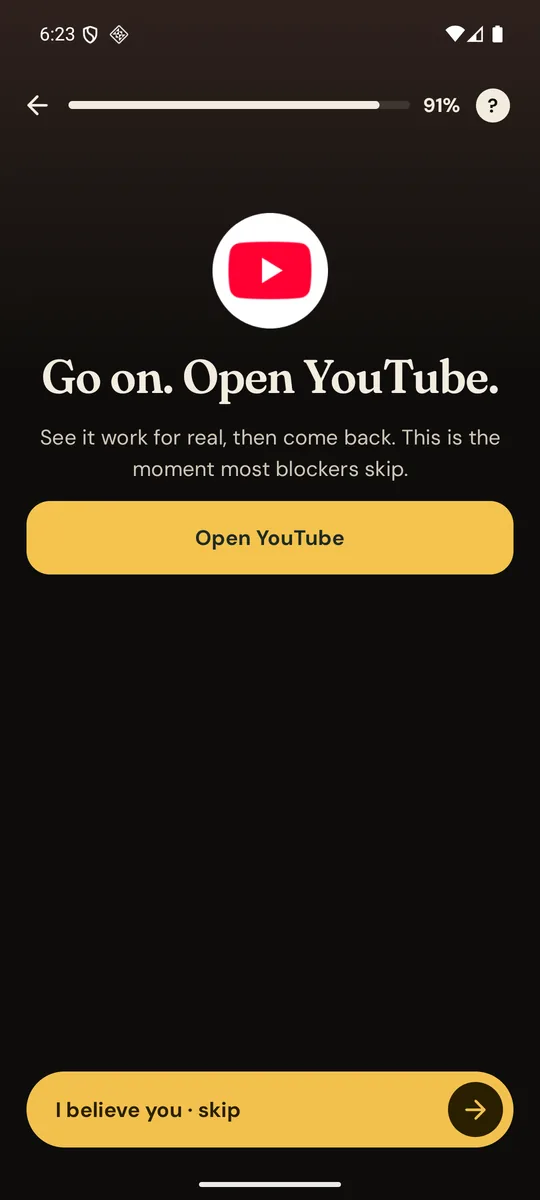 6:23
91%
?
Go on. Open YouTube.
See it work for real, then come back. This is the
moment most blockers skip.
Open YouTube
I believe you · skip